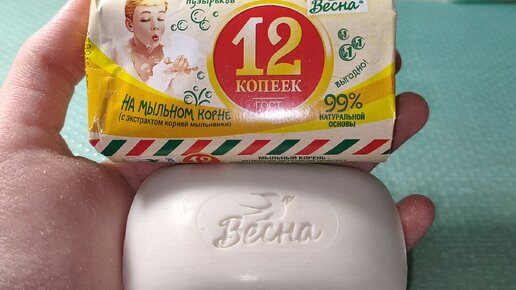 пузырьков
Весна®
12
КОПЕЕК
ГОСТ
ВЫГОДНО!
НА МЫЛЬНОМ КОРНЕ
(с экстрактом корней мыльнянки)
99%
НАТУРАЛЬНОЙ
ОСНОВЫ
МЫЛЬНЫЙ КОРЕНЬ
Весна